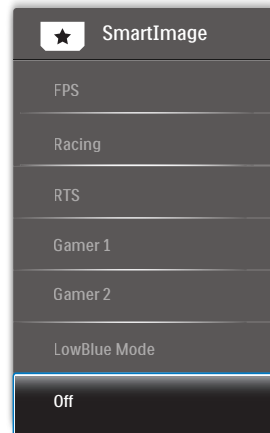 SmartImage
FPS
Racing
RTS
Gamer 1
Gamer 2
LowBlue Mode
Off